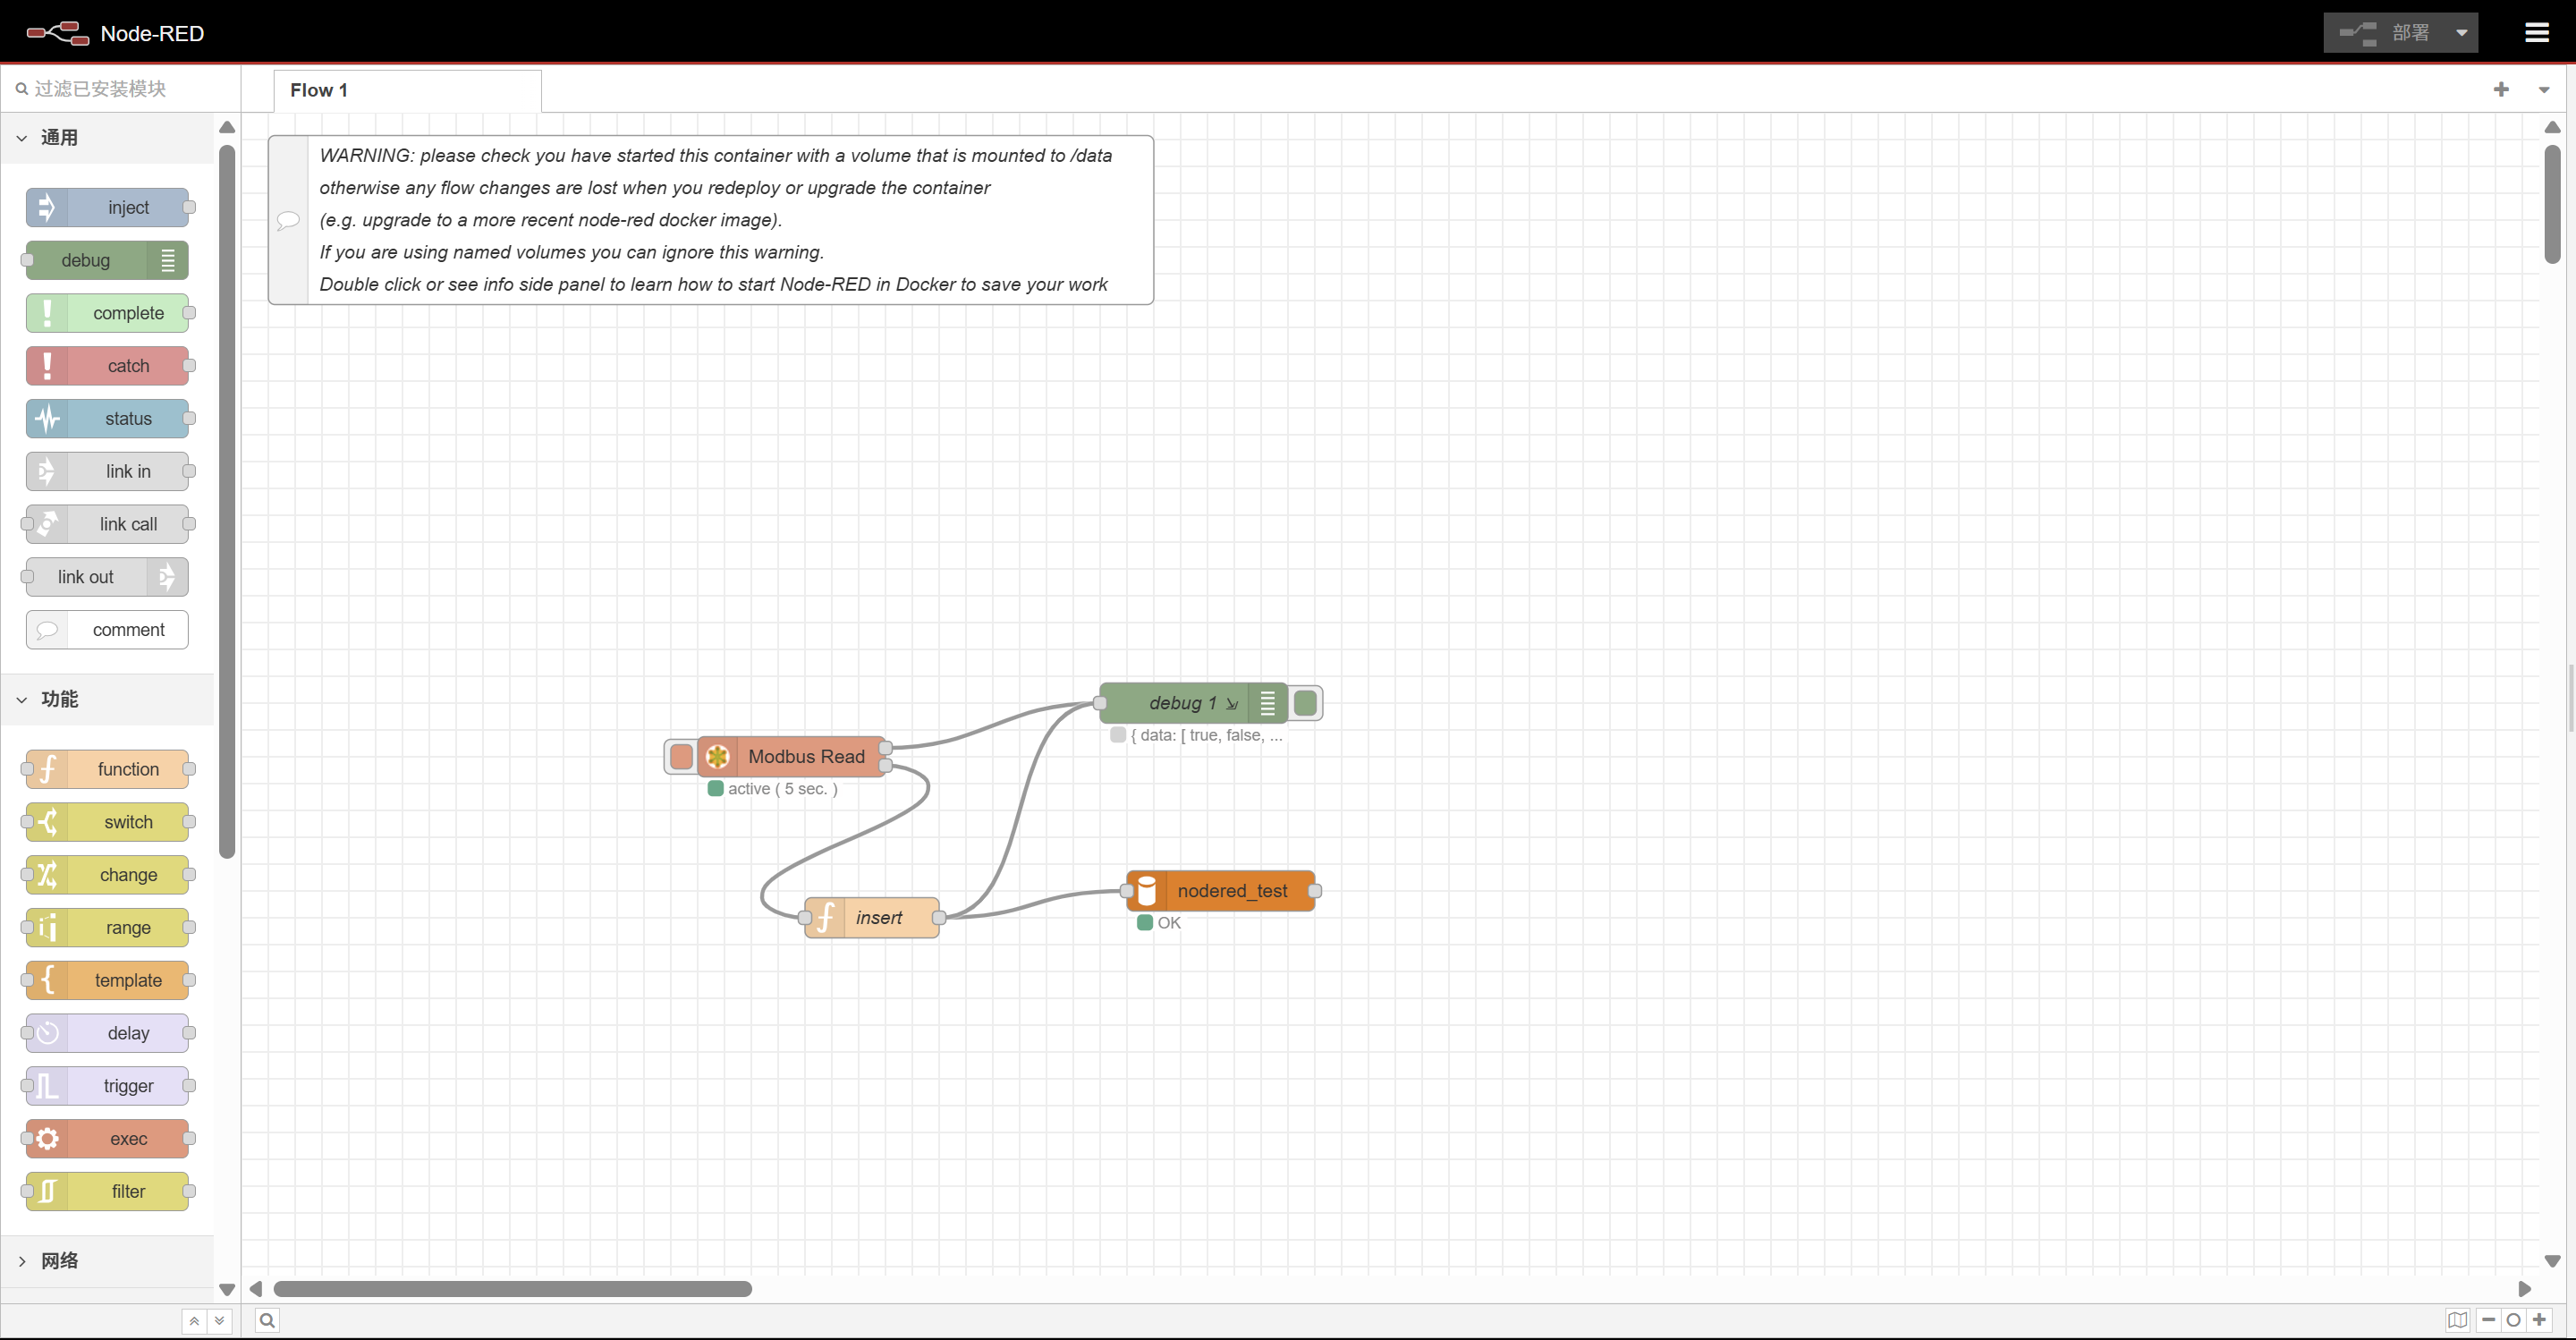 Node-RED
部署
过滤已安装模块
Flow 1
通用
inject
debug
complete
catch
status
link in
link call
link out
comment
功能
function
switch
change
range
template
delay
trigger
exec
filter
网络
WARNING: please check you have started this container with a volume that is mounted to /data
otherwise any flow changes are lost when you redeploy or upgrade the container
(e.g. upgrade to a more recent node-red docker image).
If you are using named volumes you can ignore this warning.
Double click or see info side panel to learn how to start Node-RED in Docker to save your work
debug 1
{ data: [ true, false, ...
Modbus Read
active ( 5 sec. )
nodered_test
OK
insert